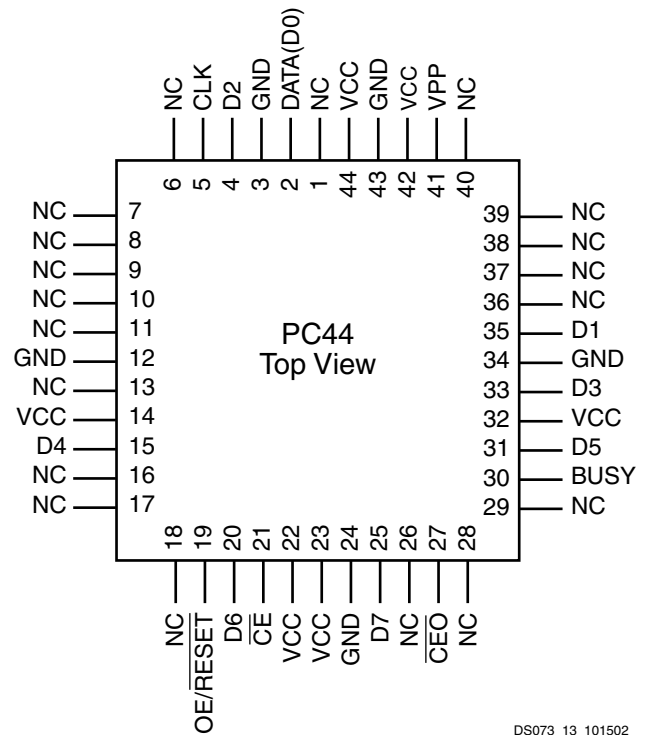 NC
CLK
D2
GND
DATA(D0)
NC
VCC
GND
VCC
VPP
NC
6
5
4
3
2
1
44
43
42
41
40
NC 7
NC 8
NC 9
NC 10
NC 11
GND 12
NC 13
VCC 14
D4 15
NC 16
NC 17
PC44
Top View
39 NC
38 NC
37 NC
36 NC
35 D1
34 GND
33 D3
32 VCC
31 D5
30 BUSY
29 NC
18
19
20
21
22
23
24
25
26
27
28
NC
OE/RESET
D6
CE
VCC
VCC
GND
D7
NC
CEO
NC
DS073_13_101502